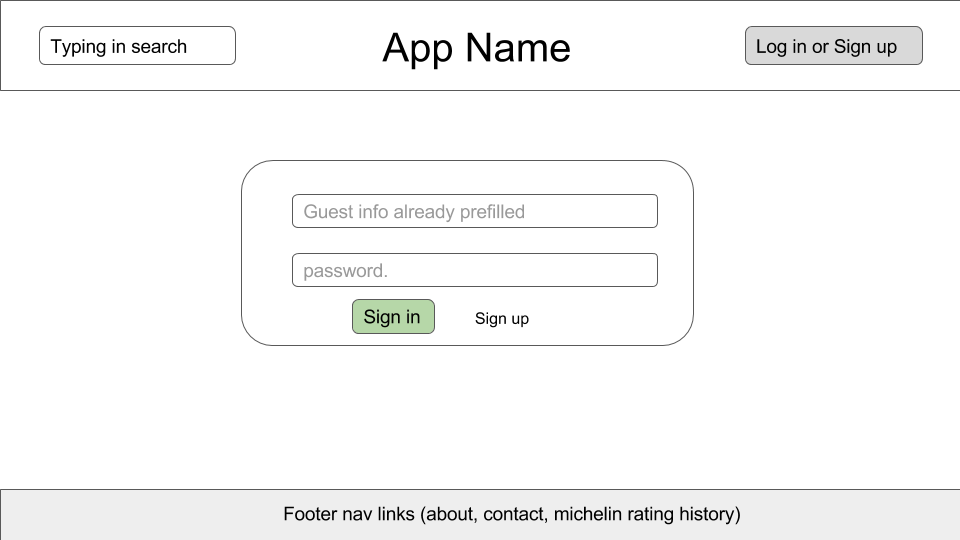 Typing in search
App Name
Log in or Sign up
Guest info already prefilled
password.
Sign in
Sign up
Footer nav links (about, contact, michelin rating history)